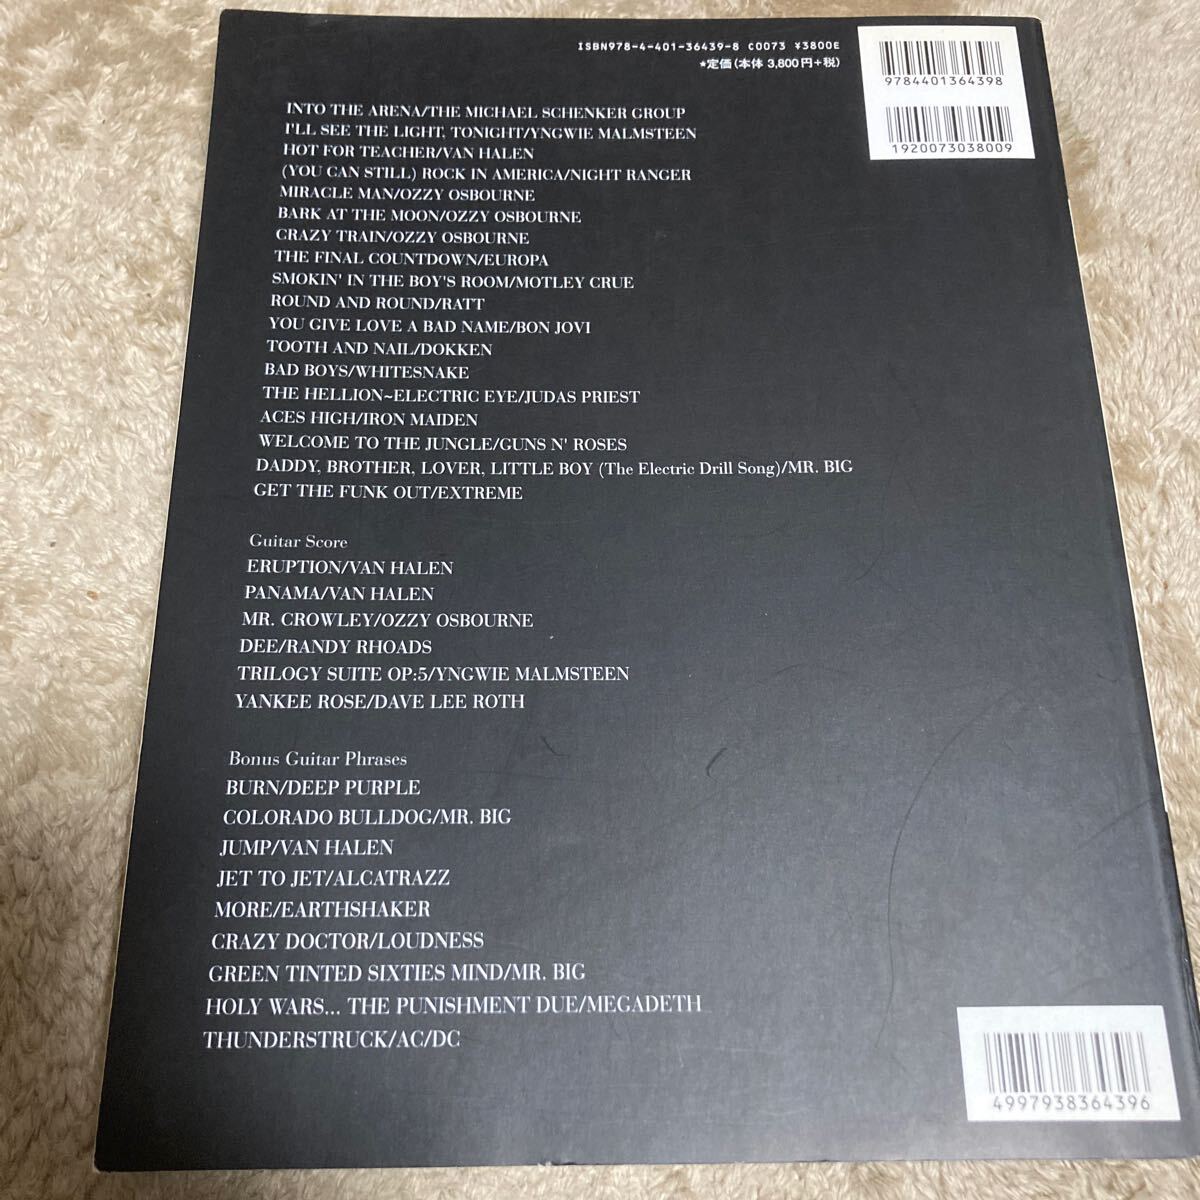 ISBN978-4-401-36439-8 C0073 ¥3800E
*定価(本体 3,800円+税)
9784401364398
1920073038009
INTO THE ARENA/THE MICHAEL SCHENKER GROUP
I'LL SEE THE LIGHT, TONIGHT/YNGWIE MALMSTEEN
HOT FOR TEACHER/VAN HALEN
(YOU CAN STILL) ROCK IN AMERICA/NIGHT RANGER
MIRACLE MAN/OZZY OSBOURNE
BARK AT THE MOON/OZZY OSBOURNE
CRAZY TRAIN/OZZY OSBOURNE
THE FINAL COUNTDOWN/EUROPA
SMOKIN' IN THE BOY'S ROOM/MOTLEY CRUE
ROUND AND ROUND/RATT
YOU GIVE LOVE A BAD NAME/BON JOVI
TOOTH AND NAIL/DOKKEN
BAD BOYS/WHITESNAKE
THE HELLION~ELECTRIC EYE/JUDAS PRIEST
ACES HIGH/IRON MAIDEN
WELCOME TO THE JUNGLE/GUNS N' ROSES
DADDY, BROTHER, LOVER, LITTLE BOY (The Electric Drill Song)/MR. BIG
GET THE FUNK OUT/EXTREME
Guitar Score
ERUPTION/VAN HALEN
PANAMA/VAN HALEN
MR. CROWLEY/OZZY OSBOURNE
DEE/RANDY RHOADS
TRILOGY SUITE OP:5/YNGWIE MALMSTEEN
YANKEE ROSE/DAVE LEE ROTH
Bonus Guitar Phrases
BURN/DEEP PURPLE
COLORADO BULLDOG/MR. BIG
JUMP/VAN HALEN
JET TO JET/ALCATRAZZ
MORE/EARTHSHAKER
CRAZY DOCTOR/LOUDNESS
GREEN TINTED SIXTIES MIND/MR. BIG
HOLY WARS... THE PUNISHMENT DUE/MEGADETH
THUNDERSTRUCK/AC/DC
4997938364396